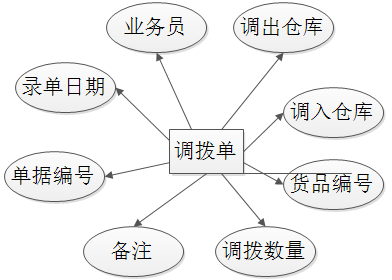 业务员
调出仓库
录单日期
调入仓库
调拨单
单据编号
货品编号
备注
调拨数量